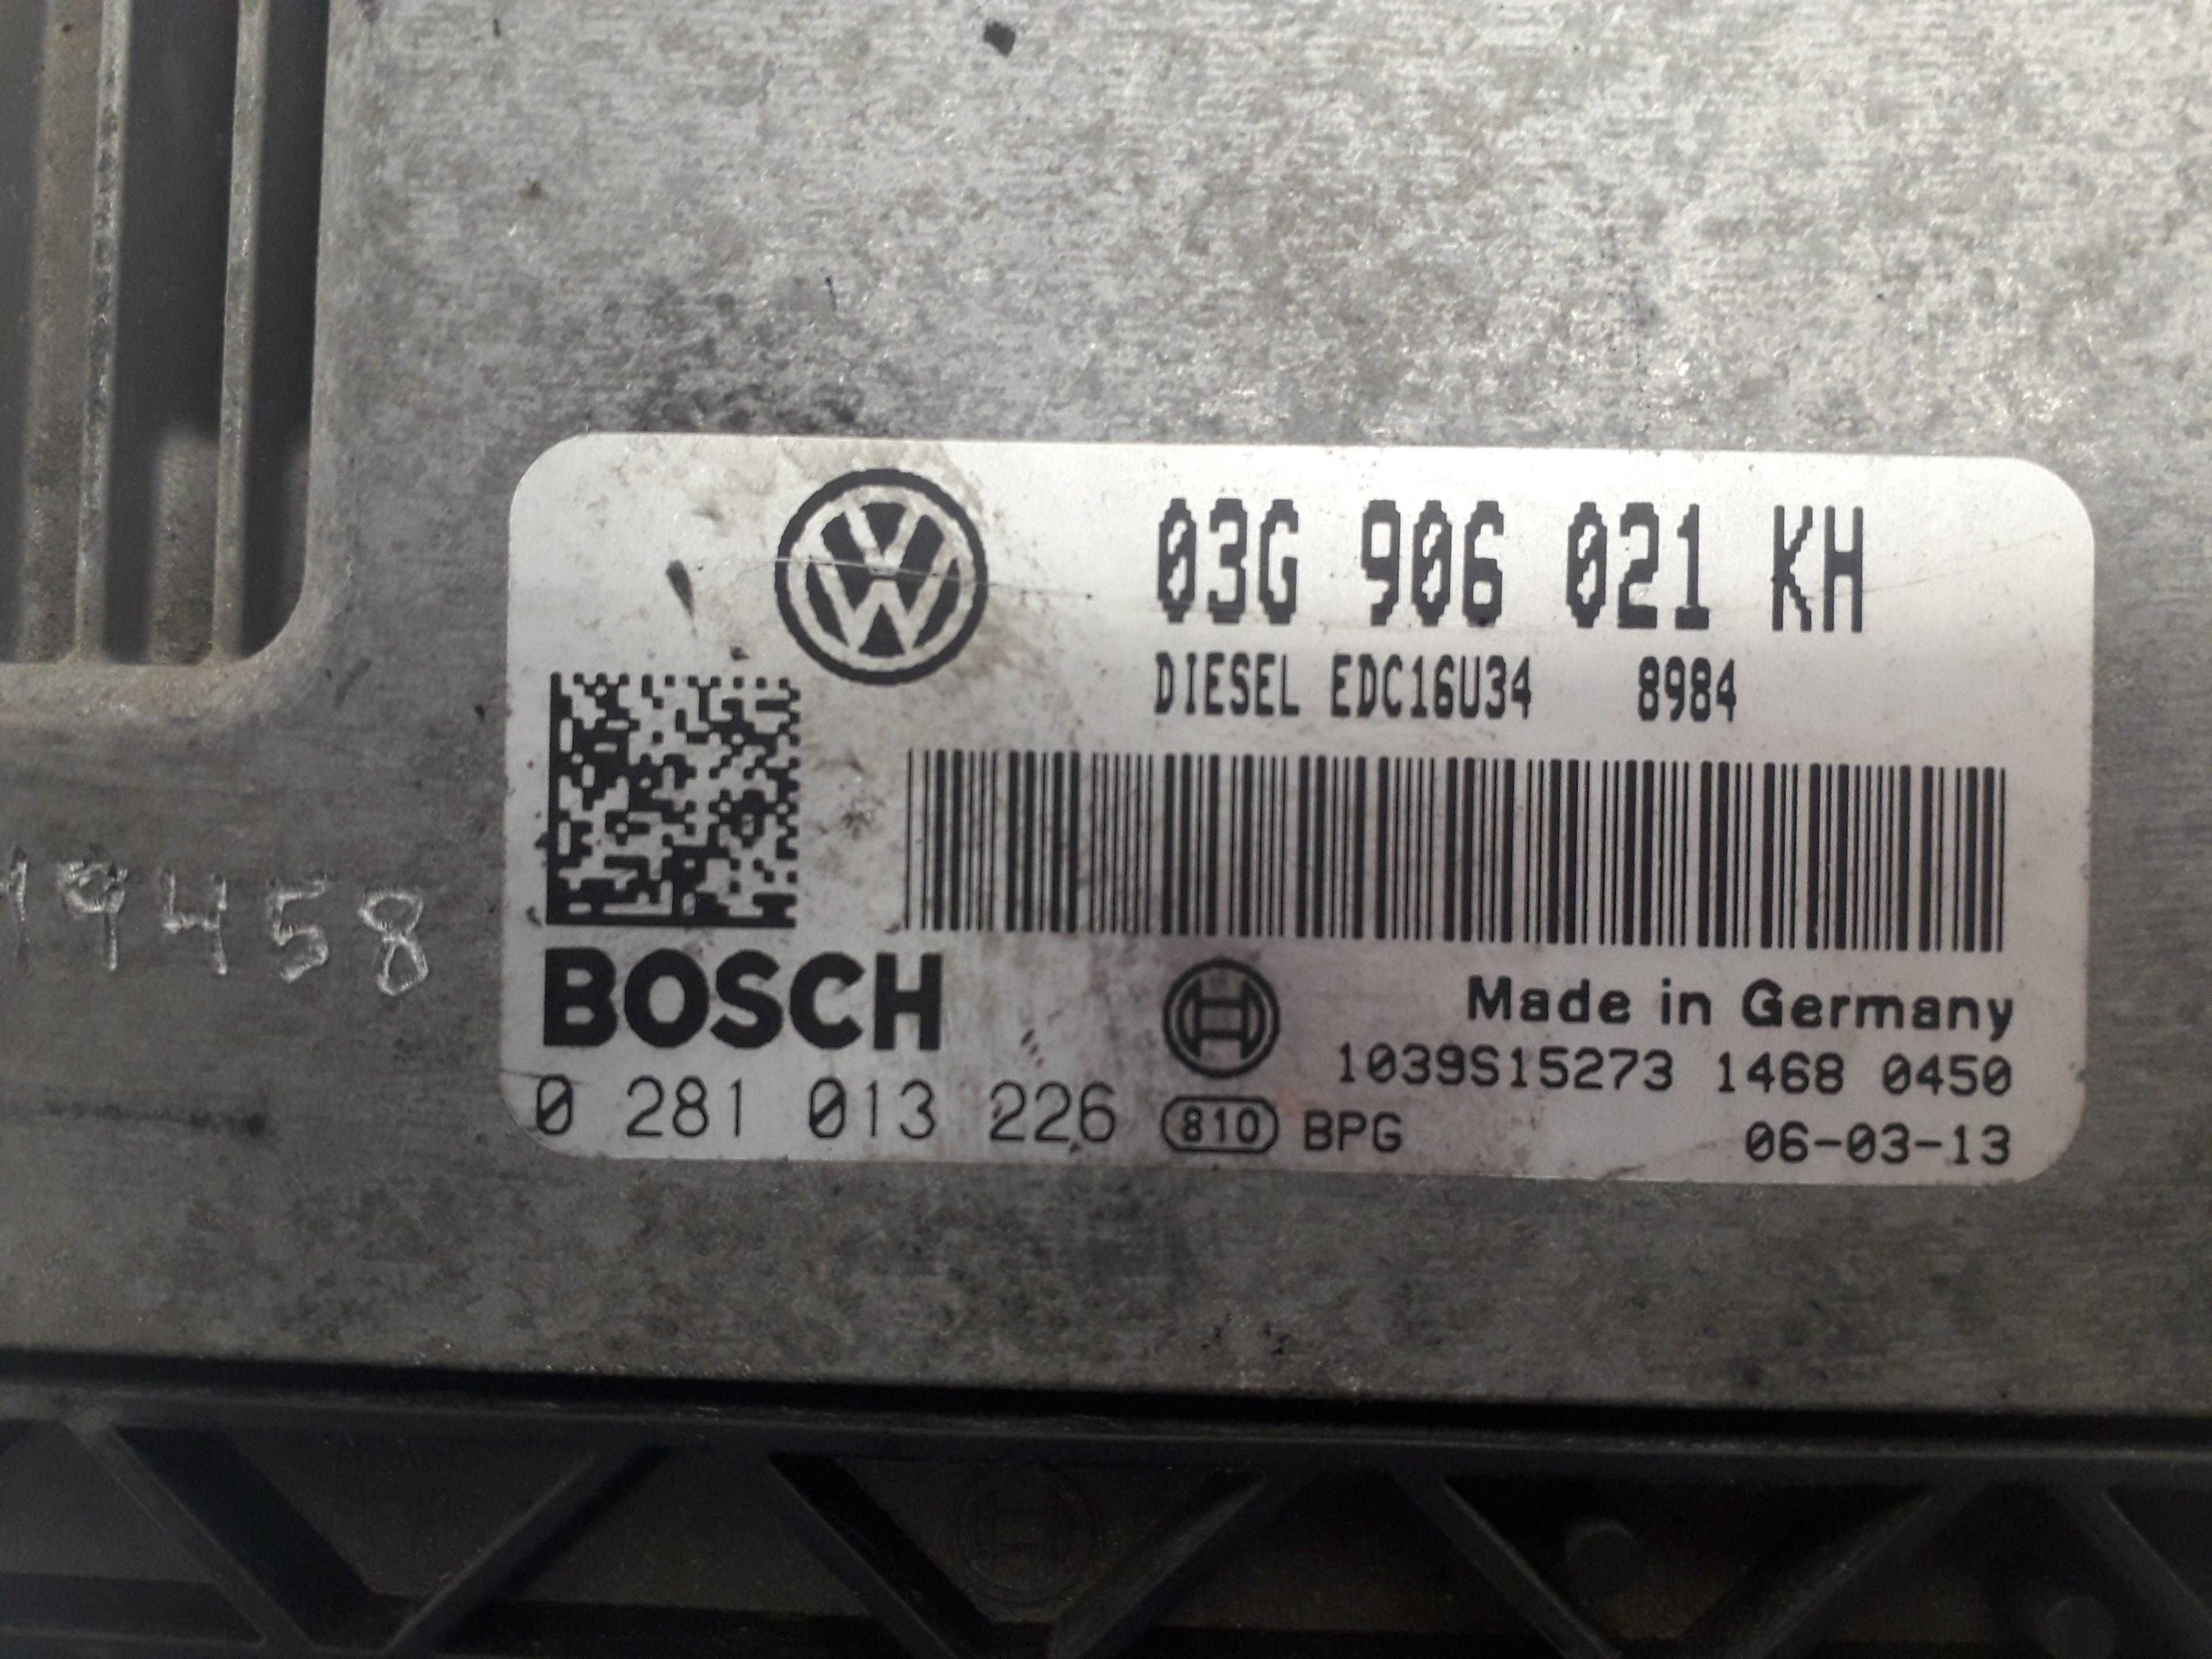 03G 906 021 KH
DIESEL EDC16U34 8984
9458
BOSCH
Made in Germany
1039S15273 1468 0450
0 281 013 226
810 BPG
06-03-13